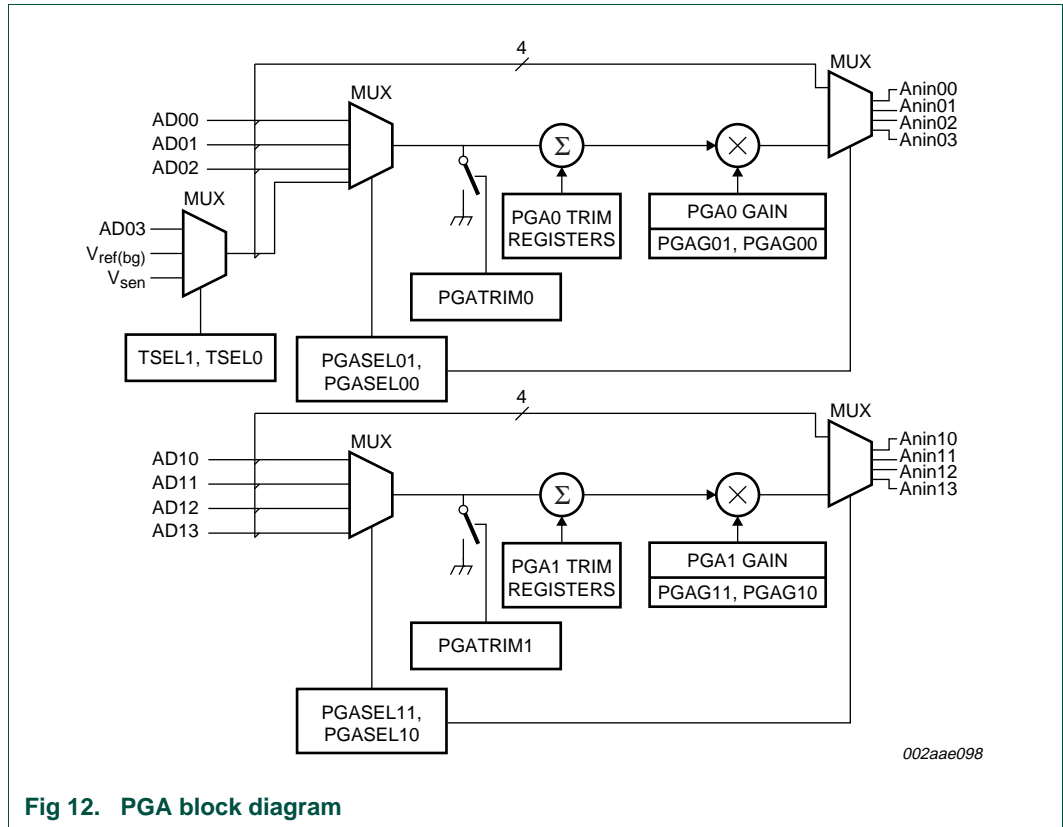 4
MUX
MUX
Anin00
Anin01
Anin02
Anin03
AD00
AD01
AD02
MUX
AD03
Vref(bg)
Vsen
Σ
×
PGA0 TRIM
REGISTERS
PGA0 GAIN
PGAG01, PGAG00
PGATRIM0
TSEL1, TSEL0
PGASEL01,
PGASEL00
4
MUX
MUX
Anin10
Anin11
Anin12
Anin13
AD10
AD11
AD12
AD13
Σ
×
PGA1 TRIM
REGISTERS
PGA1 GAIN
PGAG11, PGAG10
PGATRIM1
PGASEL11,
PGASEL10
002aae098
Fig 12. PGA block diagram